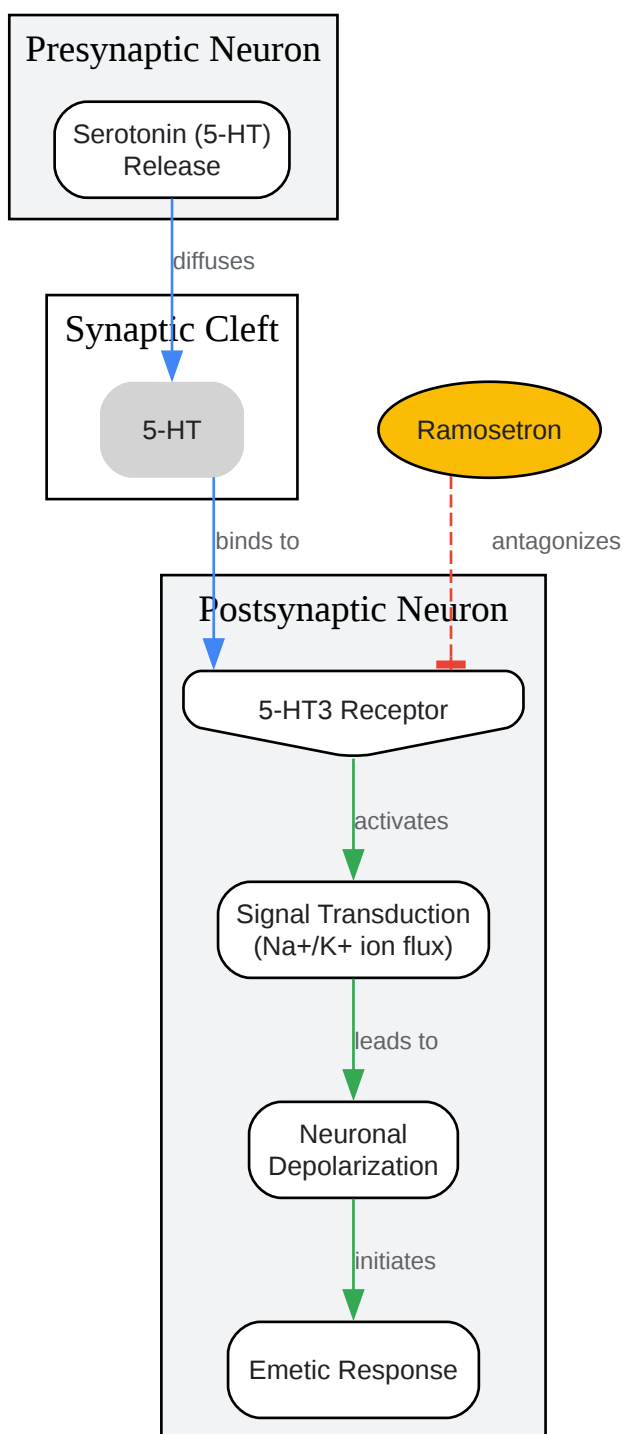 Presynaptic Neuron
Serotonin (5-HT)
Release
diffuses
Synaptic Cleft
5-HT
Ramosetron
binds to
antagonizes
Postsynaptic Neuron
5-HT3 Receptor
activates
Signal Transduction
(Na+/K+ ion flux)
leads to
Neuronal
Depolarization
initiates
Emetic Response